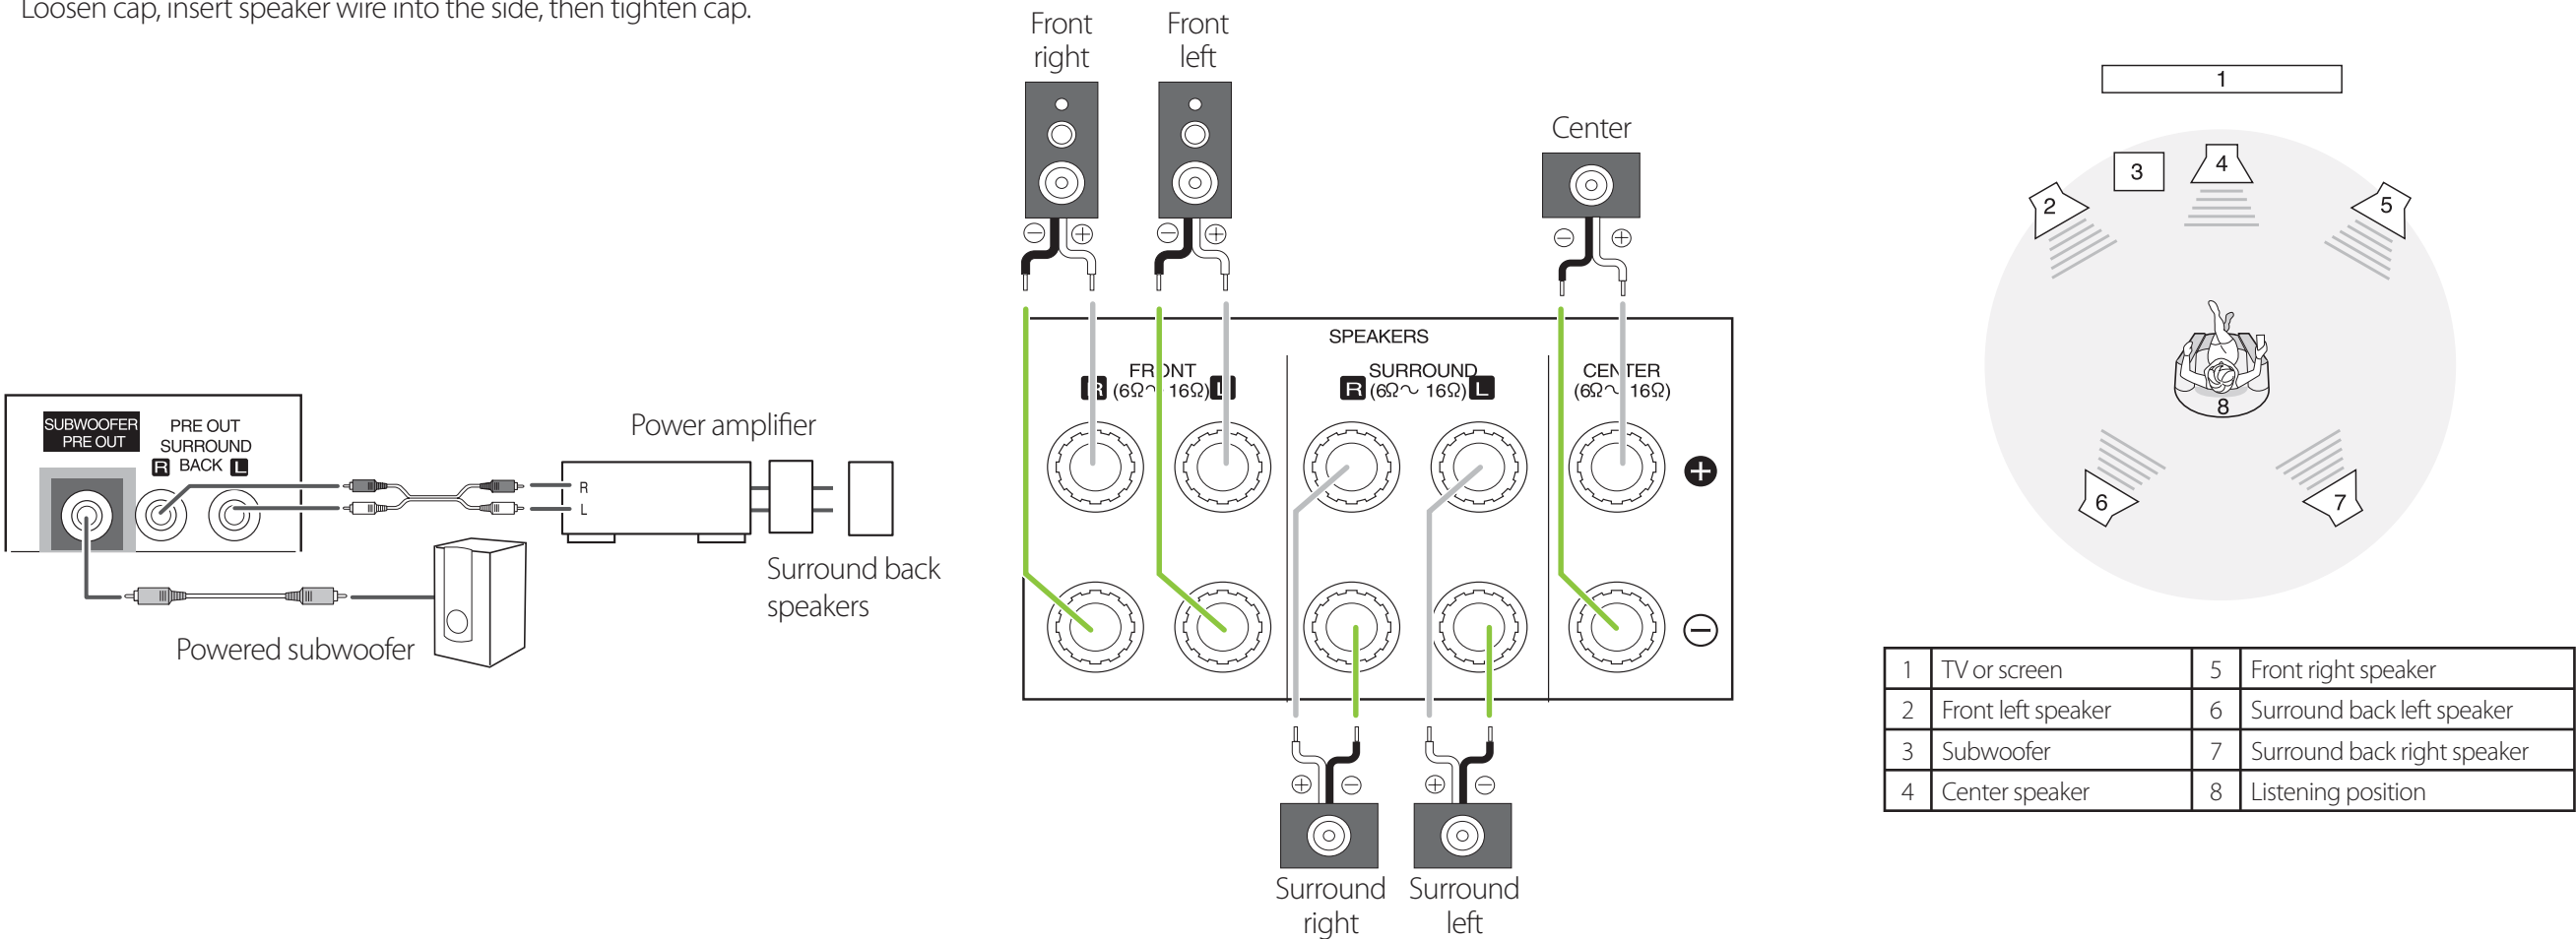 Loosen cap, insert speaker wire into the side, then tighten cap.
SUBWOOFER
PRE OUT
PRE OUT
SURROUND
R BACK L
Power amplifier
R
L
Surround back
speakers
Powered subwoofer
Front
right
Front
left
Center
⊖ ⊕
⊖ ⊕
⊖ ⊕
SPEAKERS
FRONT
R (6Ω~ 16Ω) L
SURROUND
R (6Ω~ 16Ω) L
CENTER
(6Ω~ 16Ω)
+
−
⊕ ⊖
⊕ ⊖
Surround
right
Surround
left
1
2
3
4
5
6
7
8
1 TV or screen 5 Front right speaker
2 Front left speaker 6 Surround back left speaker
3 Subwoofer 7 Surround back right speaker
4 Center speaker 8 Listening position